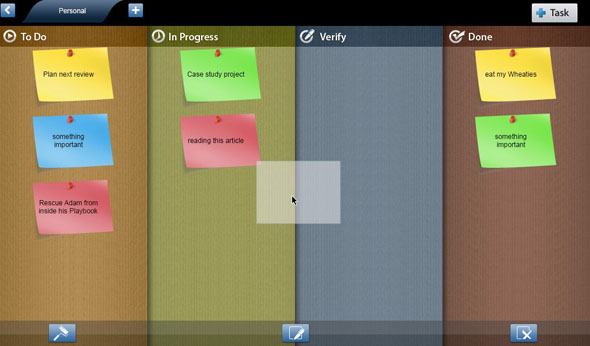 Personal
Task
To Do
In Progress
Verify
Done
Plan next review
something
important
Rescue Adam from
inside his Playbook
Case study project
reading this article
eat my Wheaties
something
important